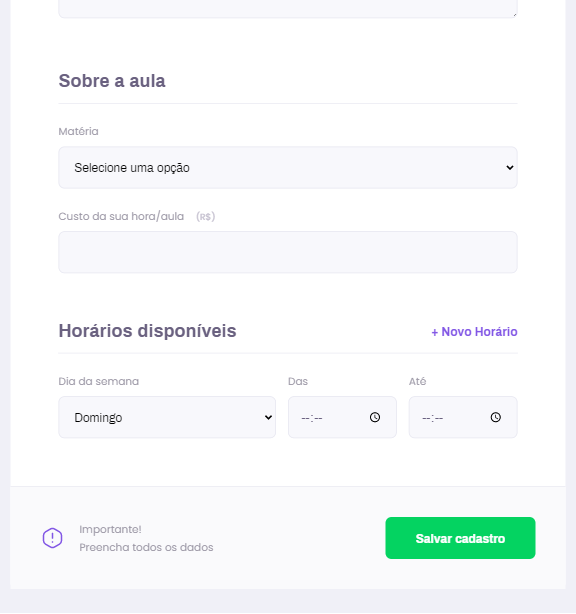 Sobre a aula
Matéria
Selecione uma opção
Custo da sua hora/aula (R$)
Horários disponíveis + Novo Horário
Dia da semana Das Até
Domingo --:-- --:--
Importante!
Preencha todos os dados
Salvar cadastro